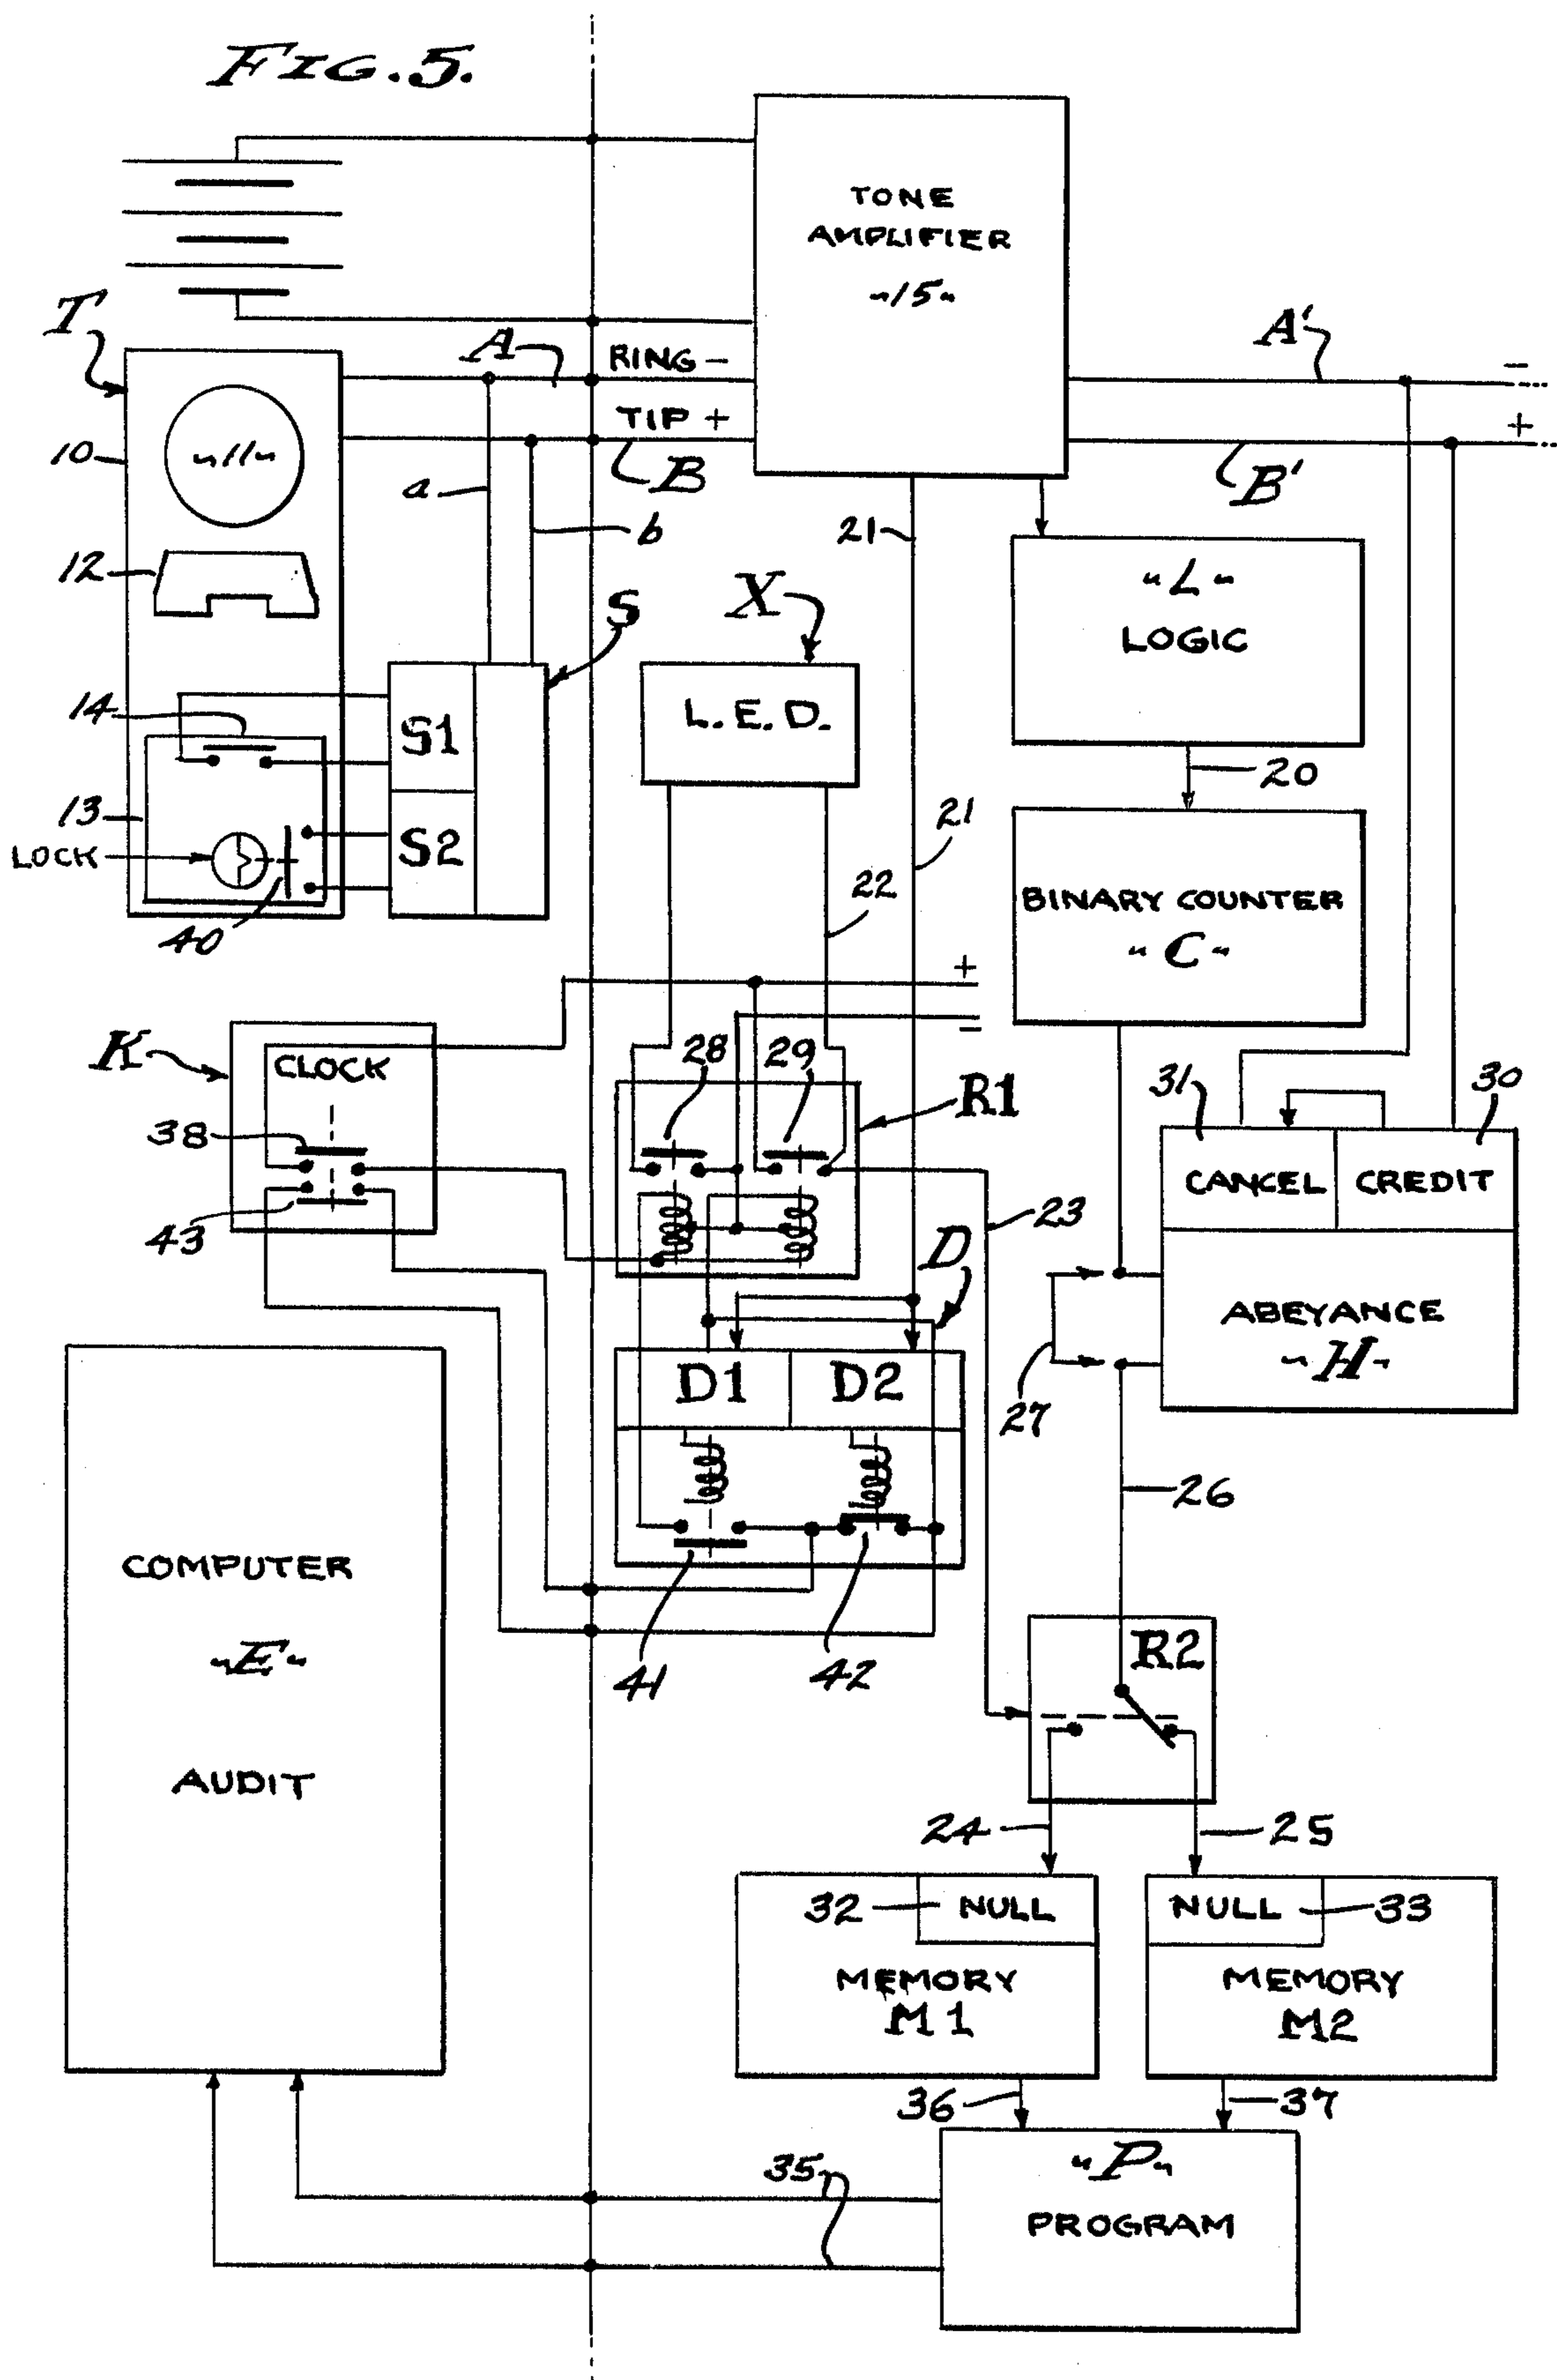 FIG. 5.
TONE
AMPLIFIER
~15~
T
A
RING -
A'
-
TIP +
+
10
~11~
B
B'
a
b
21
12
X
S
"L"
LOGIC
L. E. D.
14
S1
20
13
21
LOCK
S2
22
BINARY COUNTER
"C"
40
+
-
K
CLOCK
28
29
R1
31
30
38
CANCEL
CREDIT
43
23
D
ABEYANCE
~H~
D1
D2
27
26
COMPUTER
~E~
AUDIT
41
42
R2
24
25
32
NULL
NULL
33
MEMORY
M1
MEMORY
M2
36
37
35
"P"
PROGRAM